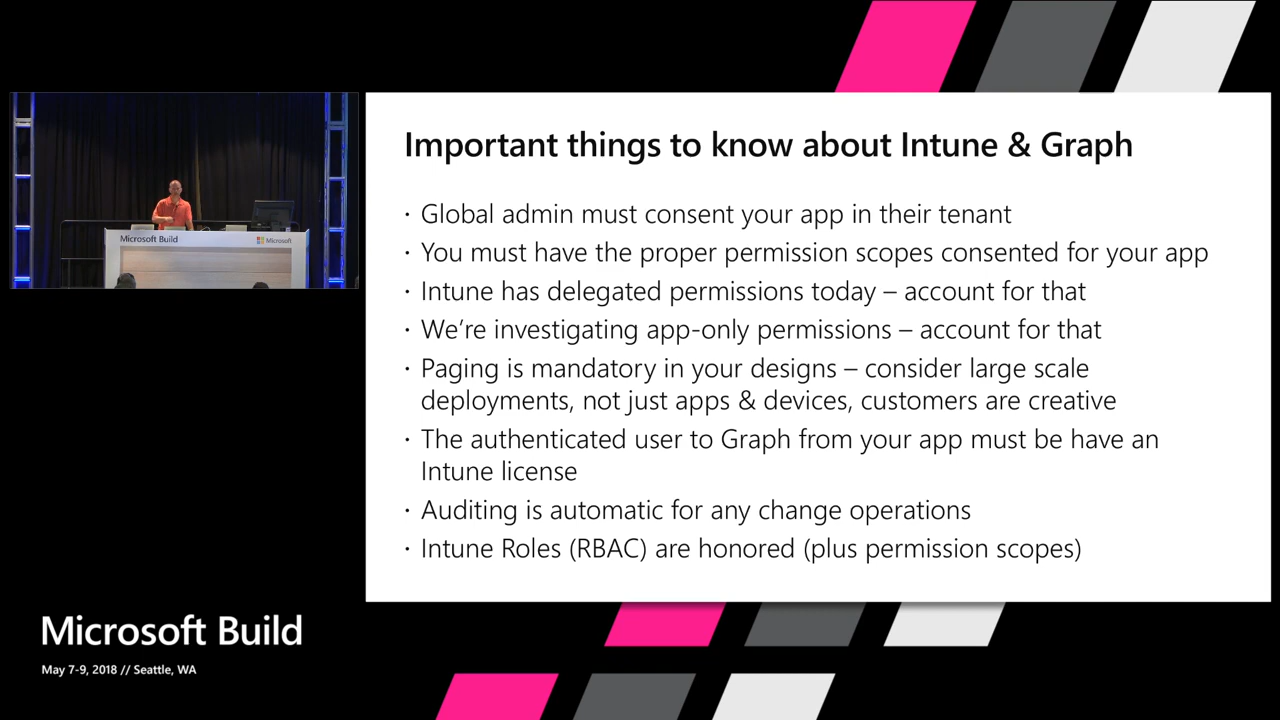 Important things to know about Intune & Graph
· Global admin must consent your app in their tenant
· You must have the proper permission scopes consented for your app
· Intune has delegated permissions today – account for that
· We’re investigating app-only permissions – account for that
· Paging is mandatory in your designs – consider large scale
deployments, not just apps & devices, customers are creative
· The authenticated user to Graph from your app must be have an
Intune license
· Auditing is automatic for any change operations
· Intune Roles (RBAC) are honored (plus permission scopes)
Microsoft Build
Microsoft
Microsoft Build
May 7-9, 2018 // Seattle, WA